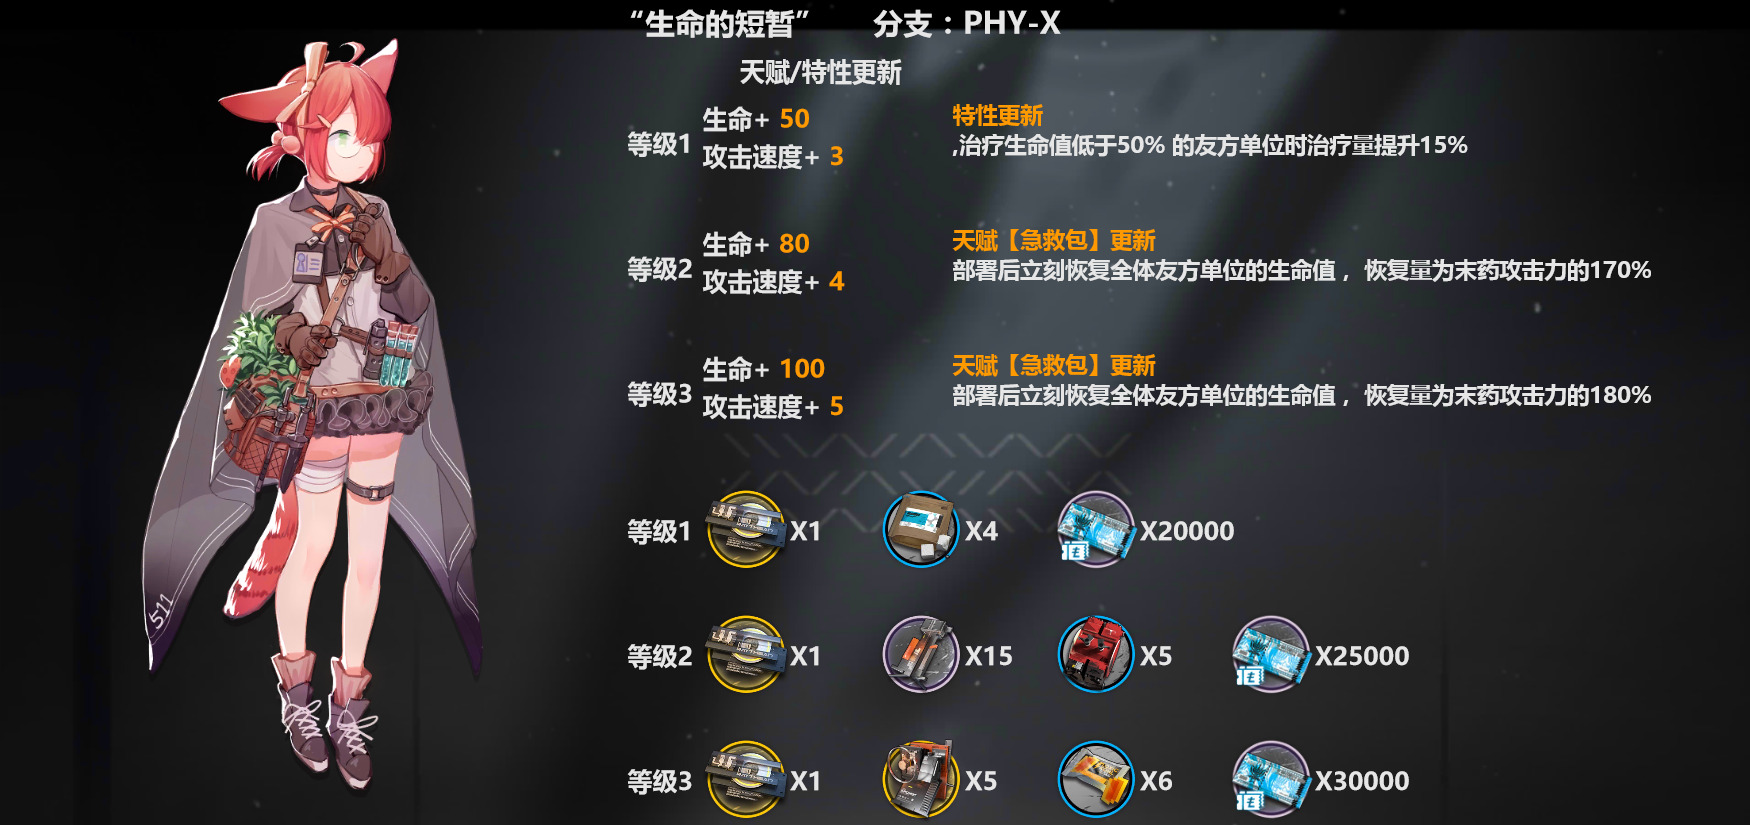 “生命的短暂” 分支：PHY-X
天赋/特性更新
等级1
生命+ 50
攻击速度+ 3
特性更新
,治疗生命值低于50% 的友方单位时治疗量提升15%
等级2
生命+ 80
攻击速度+ 4
天赋【急救包】更新
部署后立刻恢复全体友方单位的生命值， 恢复量为末药攻击力的170%
等级3
生命+ 100
攻击速度+ 5
天赋【急救包】更新
部署后立刻恢复全体友方单位的生命值， 恢复量为末药攻击力的180%
等级1 X1 X4 X20000
等级2 X1 X15 X5 X25000
等级3 X1 X5 X6 X30000
511